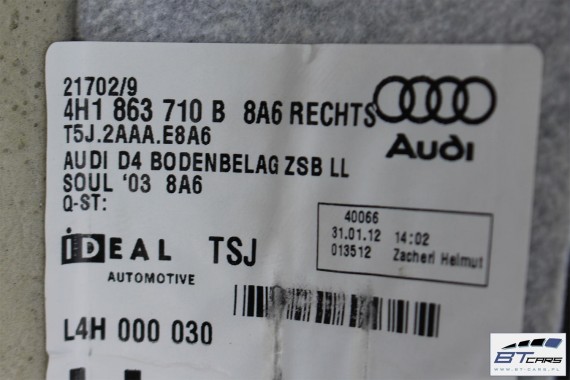 21702/9
4H1 863 710 B 8A6 RECHTS
T5J.2AAA.E8A6
AUDI D4 BODENBELAG ZSB LL
SOUL '03 8A6
Q-ST:
Audi
40066
31.01.12 14:02
013512 Zacherl Helmut
IDEAL TSJ
AUTOMOTIVE
L4H 000 030
BTCARS
WWW.BT-CARS.PL